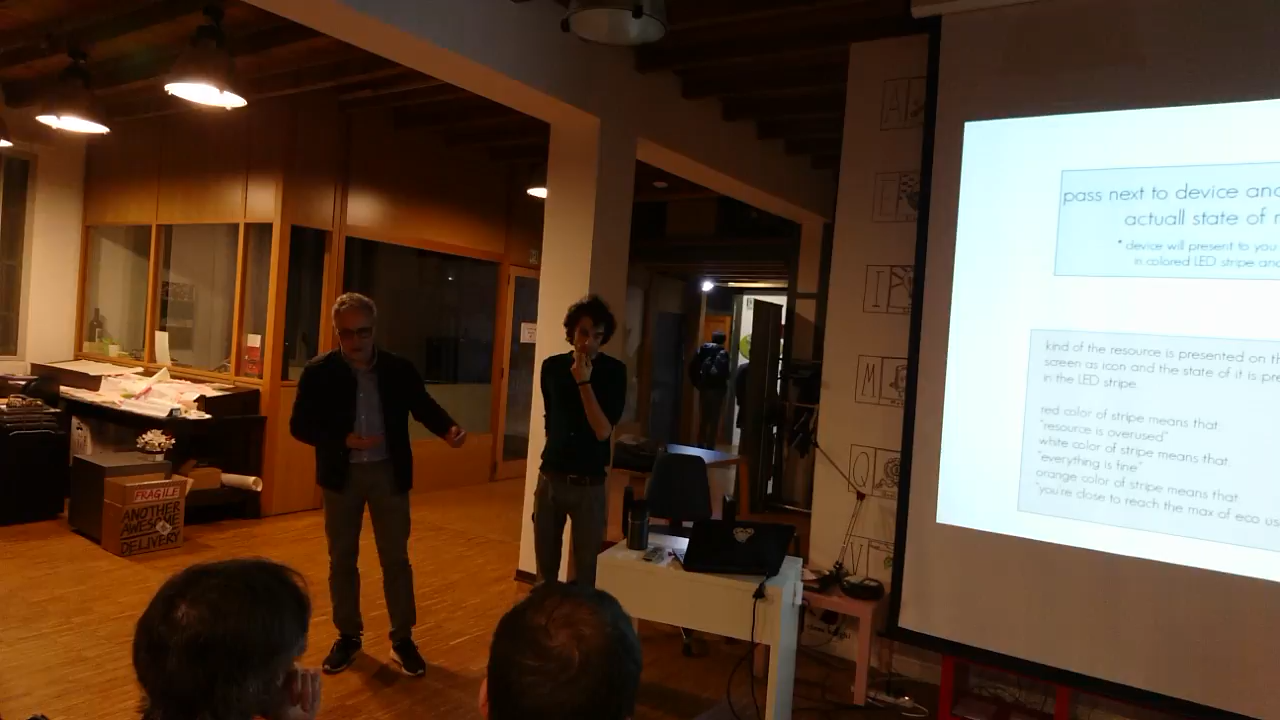 pass next to device and
actuall state of
* device will present to you
in colored LED stripe and
kind of the resource is presented on
screen as icon and the state of it is
in the LED stripe.
red color of stripe means that:
"resource is overused"
white color of stripe means that:
"everything is fine"
orange color of stripe means that:
"you're close to reach the max of eco
FRAGILE
ANOTHER
AWESOME
DELIVERY
A
I
M
Q
V